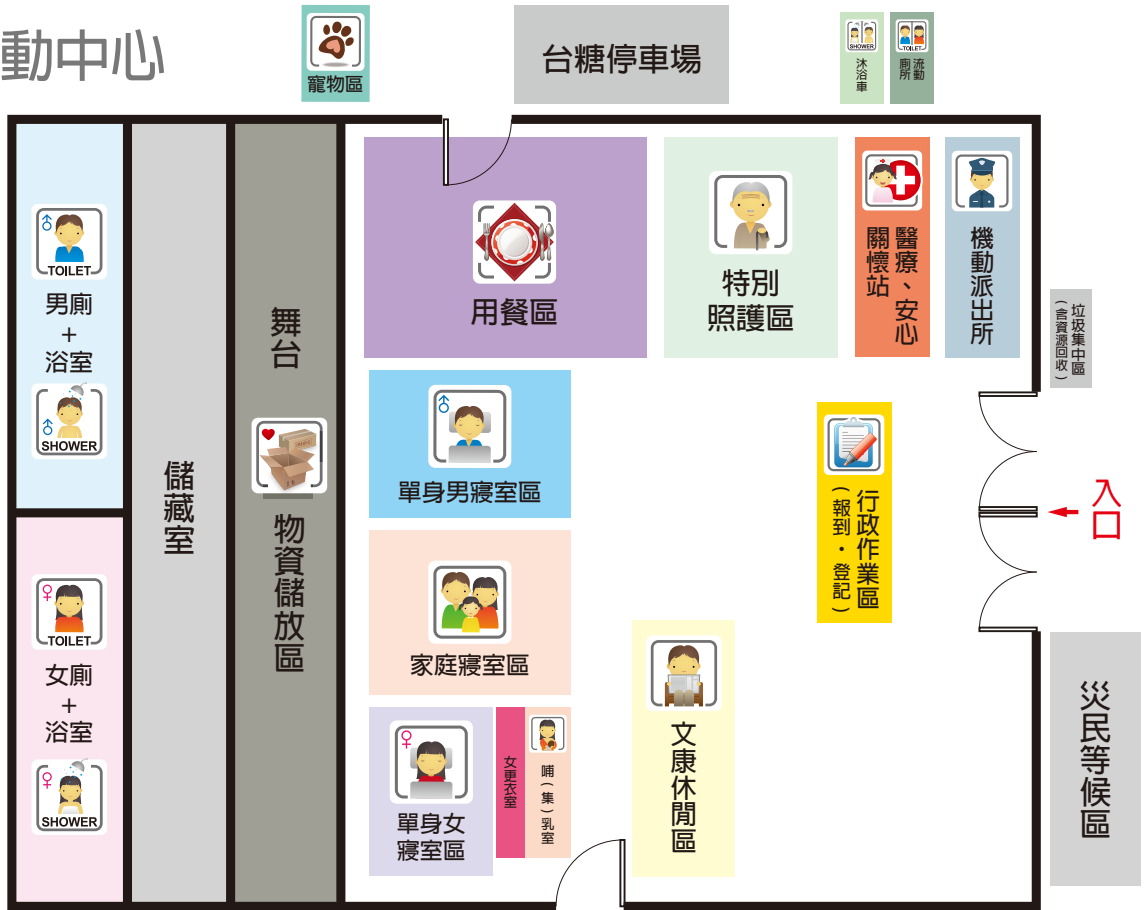 動中心
寵物區
台糖停車場
SHOWER
沐浴車
TOILET
流動
廁所
TOILET
男廁
+
浴室
SHOWER
TOILET
女廁
+
浴室
SHOWER
儲藏室
舞台
物資儲放區
用餐區
特別
照護區
醫療、安心
關懷站
機動派出所
垃圾集中區
(含資源回收)
單身男寢室區
家庭寢室區
單身女
寢室區
女更衣室
哺(集)乳室
文康休閒區
行政作業區
(報到・登記)
入口
災民等候區